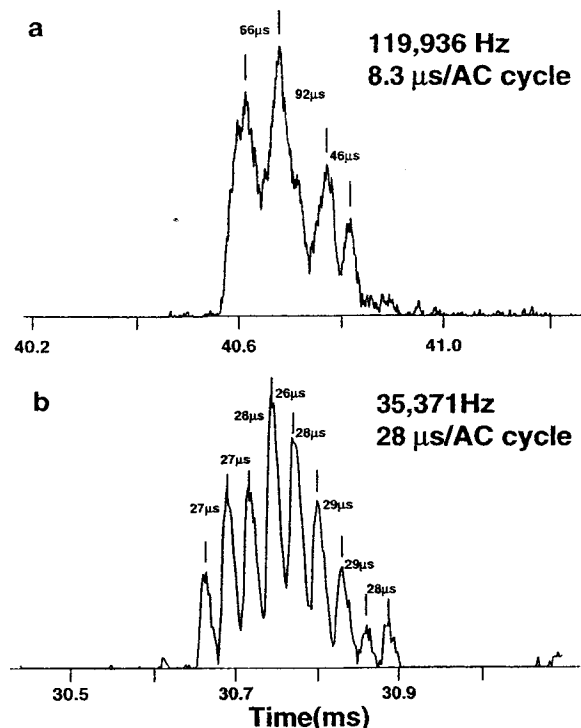 a
66µs
119,936 Hz
8.3 µs/AC cycle
92µs
46µs
40.2 40.6 41.0
b
26µs
35,371Hz
28µs
28µs
28 µs/AC cycle
27µs
27µs
29µs
29µs
28µs
30.5 30.7 30.9
Time(ms)